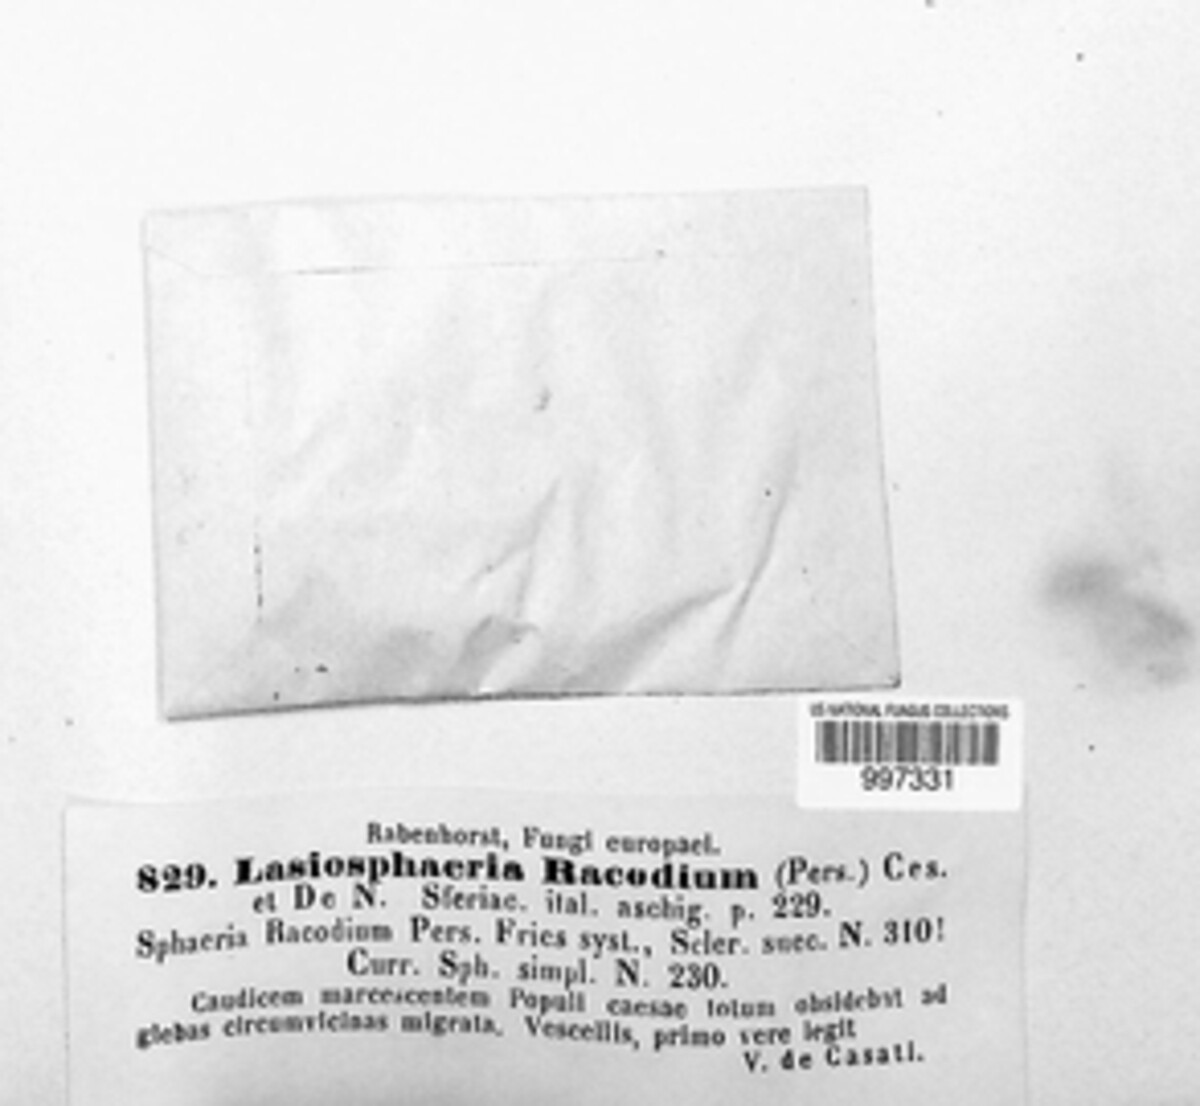 US NATIONAL FUNGUS COLLECTIONS
997331
Rabenhorst, Fungi europaei.
829. Lasiosphaeria Racodium (Pers.) Ces.
et De N. Sferiac. ital. aschig. p. 229.
Sphaeria Racodium Pers. Fries syst., Scler. suec. N. 310!
Curr. Sph. simpl. N. 230.
Caudicem marcescentem Populi caesae totum obsidebat ad
glebas circumvicinas migrata. Vercellis, primo vere legit
V. de Casati.